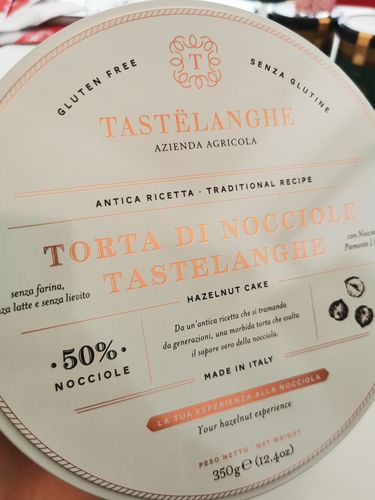 GLUTEN FREE
SENZA GLUTINE
T
TASTËLANGHE
AZIENDA AGRICOLA
ANTICA RICETTA · TRADITIONAL RECIPE
TORTA DI NOCCIOLE
TASTELANGHE
senza farina,
latte e senza lievito
con
Piemonte
HAZELNUT CAKE
·50%·
NOCCIOLE
Da un'antica ricetta che si tramanda
da generazioni, una morbida torta che esalta
il sapore vero della nocciola.
MADE IN ITALY
LA TUA ESPERIENZA ALLA NOCCIOLA
Your hazelnut experience
PESO NETTO · NET WEIGHT
350g e (12,4oz)